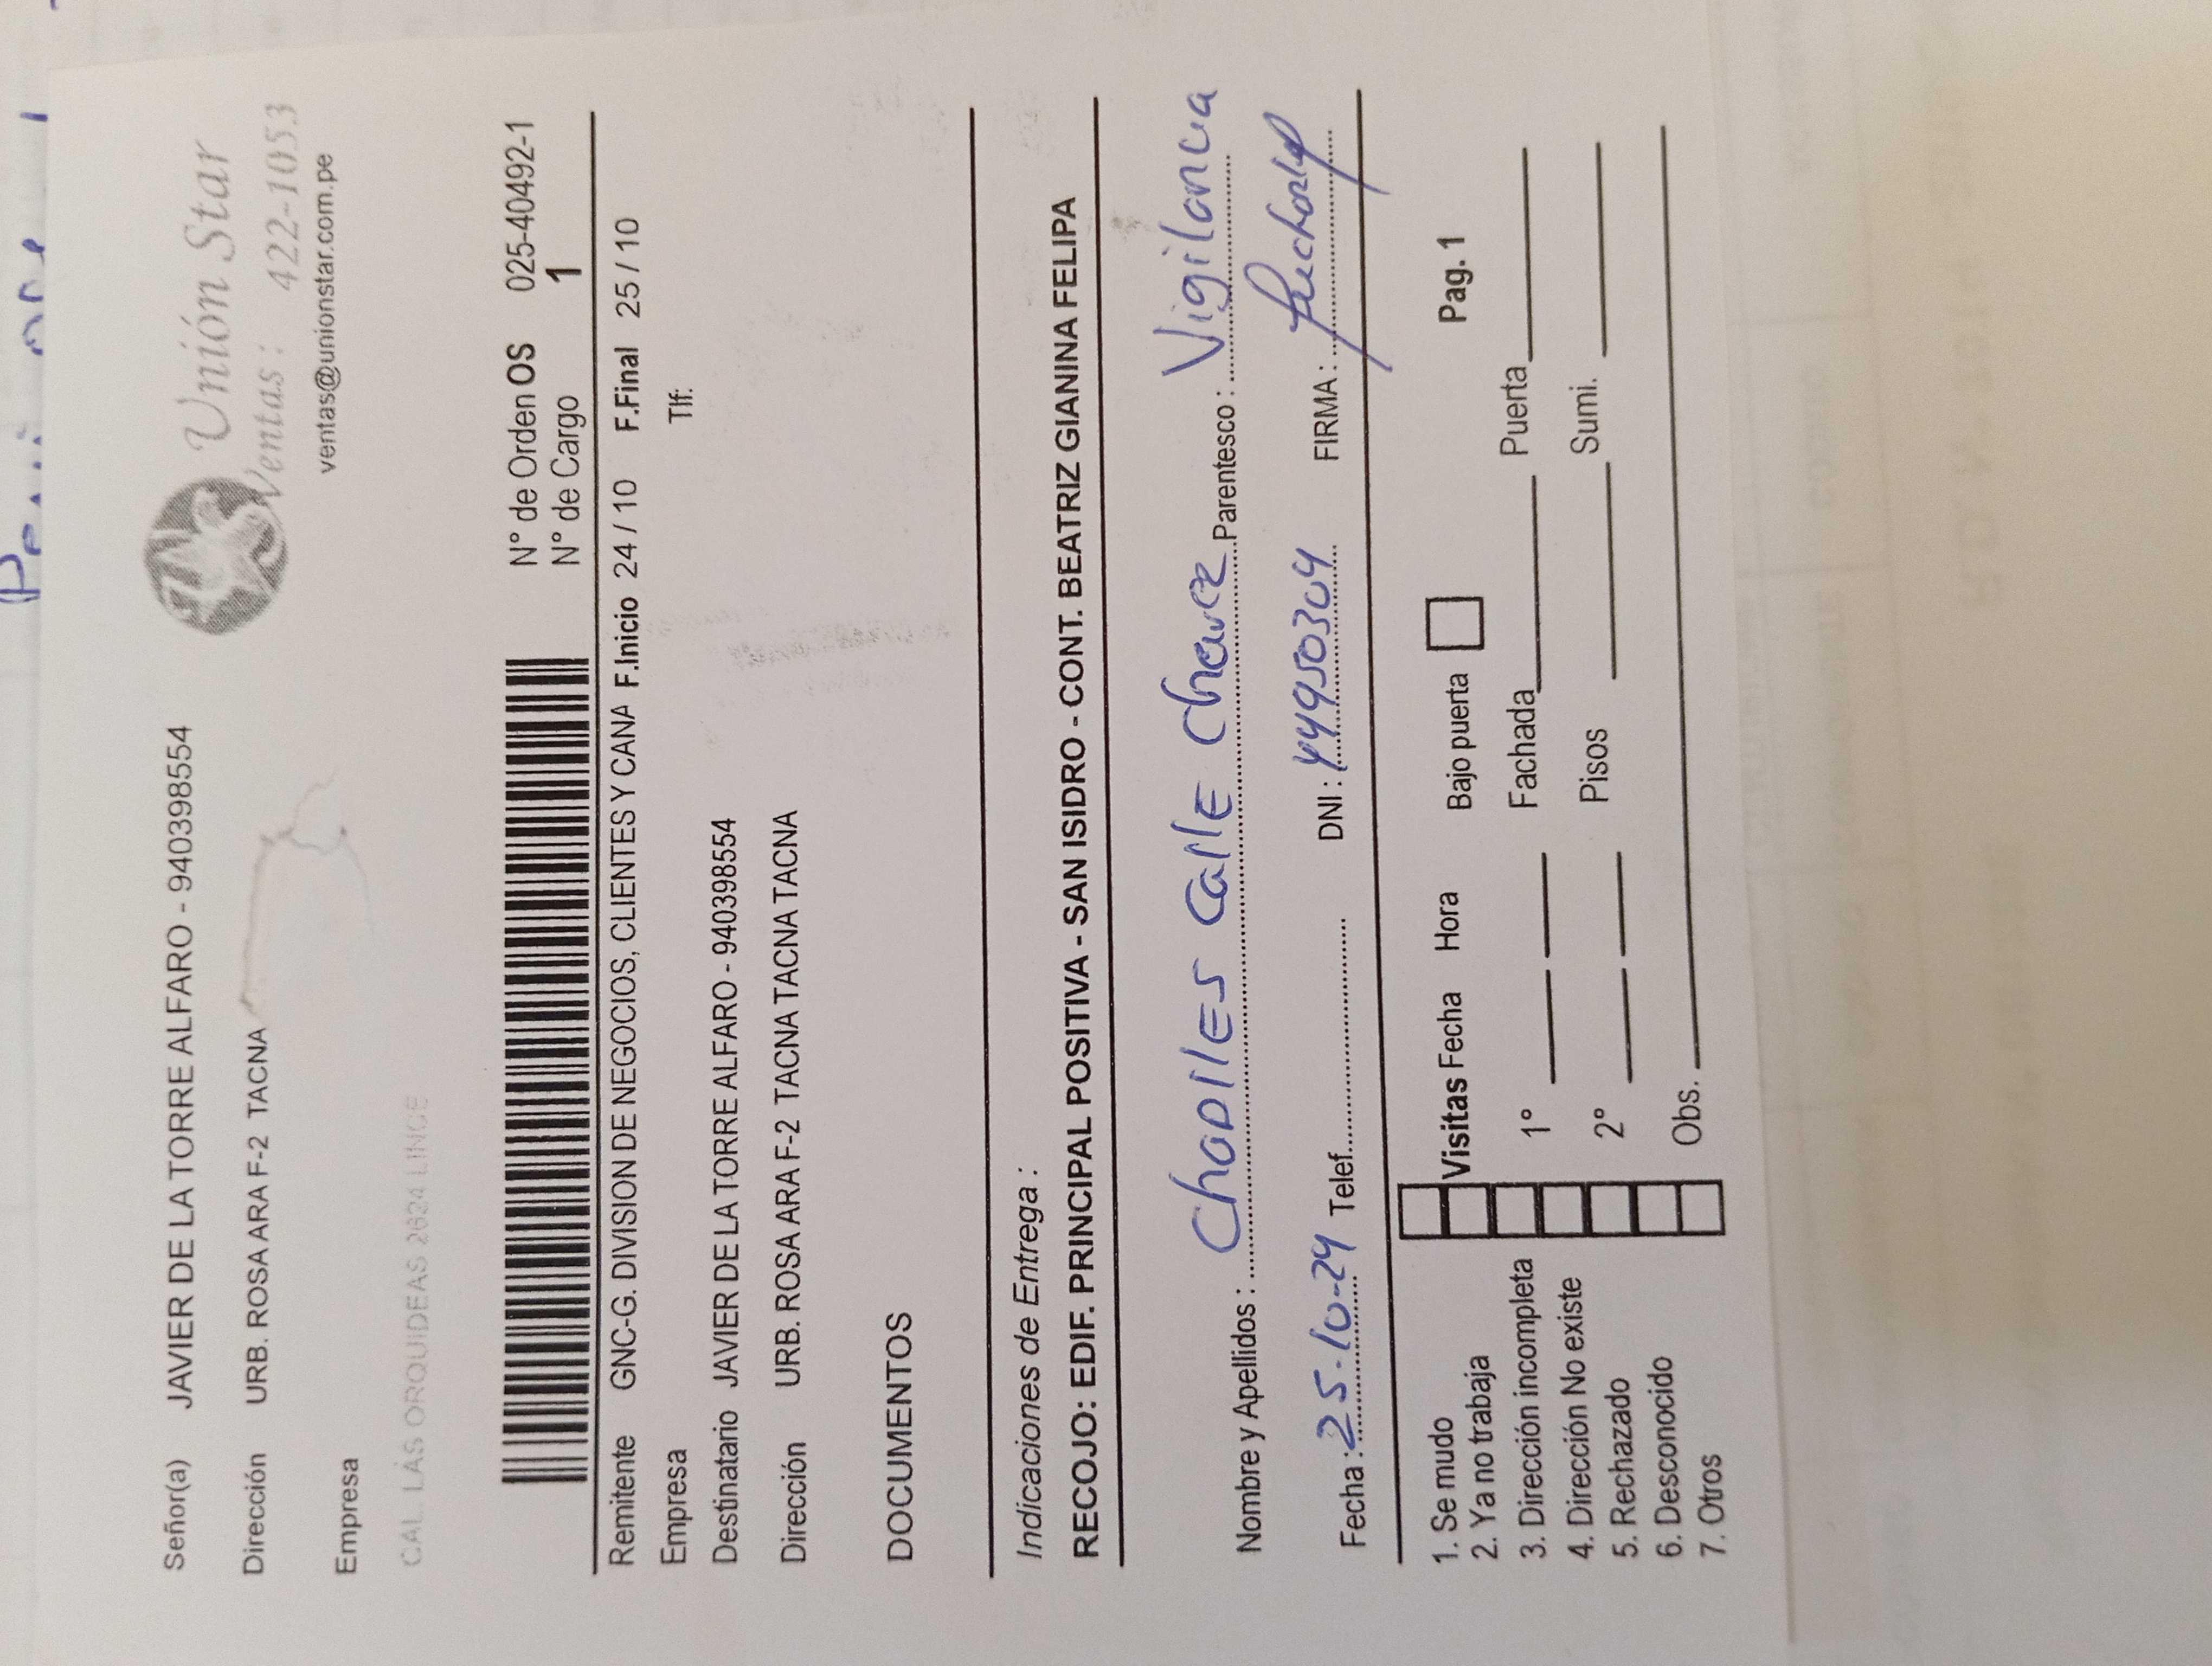 Señor(a) JAVIER DE LA TORRE ALFARO - 940398554
Dirección URB. ROSA ARA F-2 TACNA
Empresa
CAL. LAS ORQUIDEAS 2624 LINCE
Unión Star
Ventas : 422-1053
ventas@unionstar.com.pe
N° de Orden OS 025-40492-1
N° de Cargo 1
Remitente GNC-G. DIVISION DE NEGOCIOS, CLIENTES Y CANA F.Inicio 24 / 10 F.Final 25 / 10
Empresa Tlf:
Destinatario JAVIER DE LA TORRE ALFARO - 940398554
Dirección URB. ROSA ARA F-2 TACNA TACNA TACNA
DOCUMENTOS
Indicaciones de Entrega :
RECOJO: EDIF. PRINCIPAL POSITIVA - SAN ISIDRO - CONT. BEATRIZ GIANINA FELIPA
Nombre y Apellidos : Calle Chavez Parentesco : Vigilancia
Fecha : 25-10-24 Telef. DNI : 44950304 FIRMA :
1. Se mudo
2. Ya no trabaja
3. Dirección incompleta
4. Dirección No existe
5. Rechazado
6. Desconocido
7. Otros
Visitas Fecha Hora Bajo puerta Pag. 1
1° Fachada Puerta
2° Pisos Sumi.
Obs.